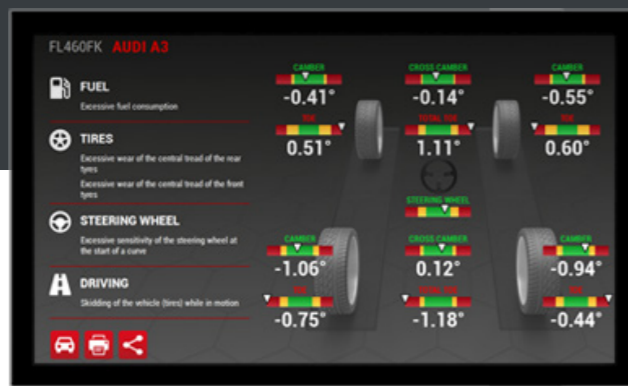 FL460FK AUDI A3
CAMBER CROSS CAMBER CAMBER
-0.41° -0.14° -0.55°
TOE TOTAL TOE TOE
0.51° 1.11° 0.60°
STEERING WHEEL
CAMBER CROSS CAMBER CAMBER
-1.06° 0.12° -0.94°
TOE TOTAL TOE TOE
-0.75° -1.18° -0.44°
FUEL
Excessive fuel consumption
TIRES
Excessive wear of the central tread of the rear
tyres
Excessive wear of the central tread of the front
tyres
STEERING WHEEL
Excessive sensitivity of the steering wheel at
the start of a curve
DRIVING
Skidding of the vehicle (tires) while in motion